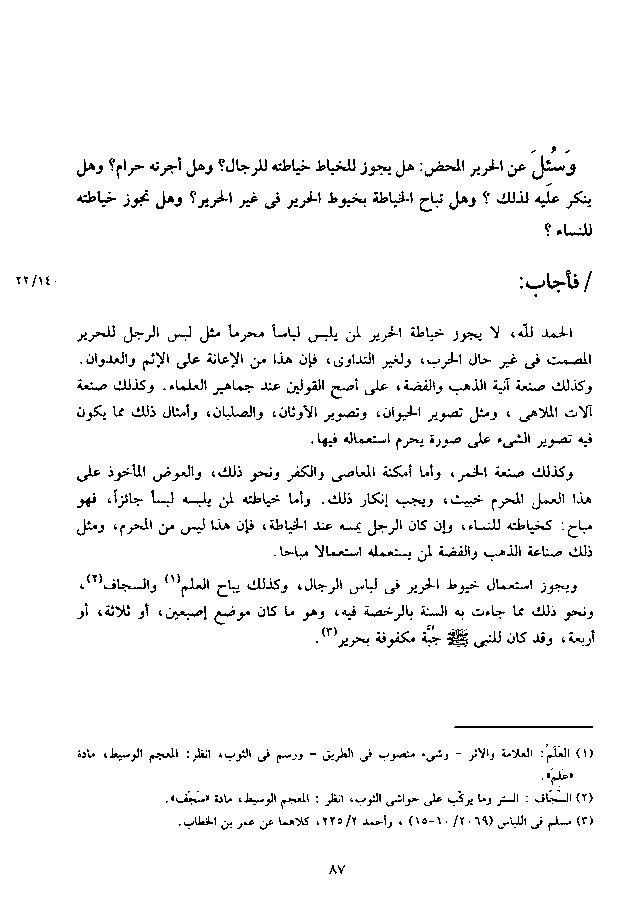 وَسُئلَ عن الحرير المحض: هل يجوز للخياط خياطته للرجال؟ وهل أجرته حرام؟ وهل
ينكر عليه لذلك ؟ وهل تباح الخياطة بخيوط الحرير فى غير الحرير؟ وهل تجوز خياطته
للنساء ؟
/ فأجاب:
٢٢/١٤٠
الحمد لله، لا يجوز خياطة الحرير لمن يلبس لباسًا محرمًا مثل لبس الرجل للحرير
المصمت فى غير حال الحرب، ولغير التداوى، فإن هذا من الإعانة على الإثم والعدوان.
وكذلك صنعة آنية الذهب والفضة، على أصح القولين عند جماهير العلماء. وكذلك صنعة
آلات الملاهى ، ومثل تصوير الحيوان، وتصوير الأوثان، والصلبان، وأمثال ذلك مما يكون
فيه تصوير الشىء على صورة يحرم استعماله فيها.
وكذلك صنعة الخمر، وأما أمكنة المعاصى والكفر ونحو ذلك، والعوض المأخوذ على
هذا العمل المحرم خبيث، ويجب إنكار ذلك. وأما خياطته لمن يلبسه لبسًا جائزًا، فهو
مباح: كخياطته للنساء، وإن كان الرجل يمسه عند الخياطة، فإن هذا ليس من المحرم، ومثل
ذلك صناعة الذهب والفضة لمن يستعمله استعمالا مباحا.
ويجوز استعمال خيوط الحرير فى لباس الرجال، وكذلك يباح العلم(١) والسجاف(٢)،
ونحو ذلك مما جاءت به السنة بالرخصة فيه، وهو ما كان موضع إصبعين، أو ثلاثة، أو
أربعة، وقد كان للنبى ﷺ جُبَّة مكفوفة بحرير(٣).
(١) العَلَمُ: العلامة والأثر - وشىء منصوب فى الطريق - ورسم فى الثوب، انظر: المعجم الوسيط، مادة
«عَلَمَ».
(٢) السِّجَاف : الستر وما يركّب على حواشى الثوب، انظر : المعجم الوسيط، مادة «سَجَّف».
(٣) مسلم فى اللباس (٢٠٦٩/ ١٠-١٥) ، وأحمد ٢/ ٢٢٥، كلاهما عن عمر بن الخطاب.
٨٧